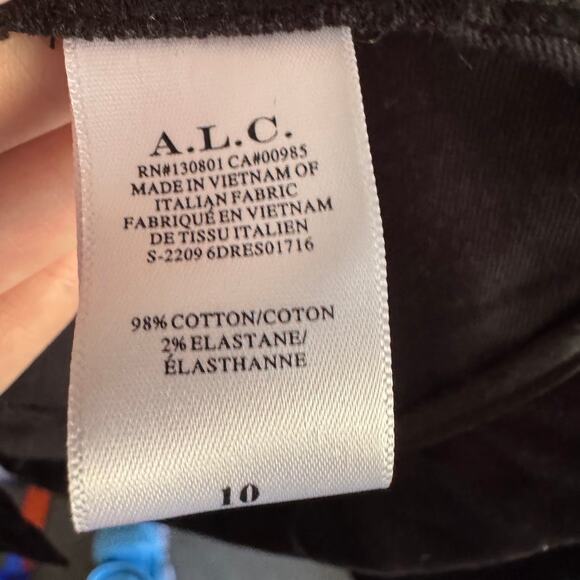 A.L.C.
RN#130801 CA#00985
MADE IN VIETNAM OF
ITALIAN FABRIC
FABRIQUÉ EN VIETNAM
DE TISSU ITALIEN
S-2209 6DRES01716
98% COTTON/COTON
2% ELASTANE/
ÉLASTHANNE
10